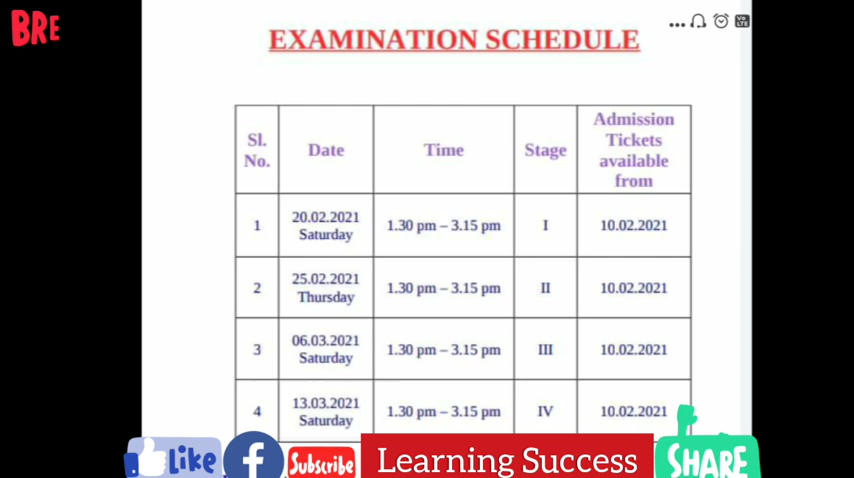 BRE
EXAMINATION SCHEDULE
Sl. No. Date Time Stage Admission Tickets available from
1 20.02.2021 Saturday 1.30 pm – 3.15 pm I 10.02.2021
2 25.02.2021 Thursday 1.30 pm – 3.15 pm II 10.02.2021
3 06.03.2021 Saturday 1.30 pm – 3.15 pm III 10.02.2021
4 13.03.2021 Saturday 1.30 pm – 3.15 pm IV 10.02.2021
LiKe f Subscribe Learning Success SHARE